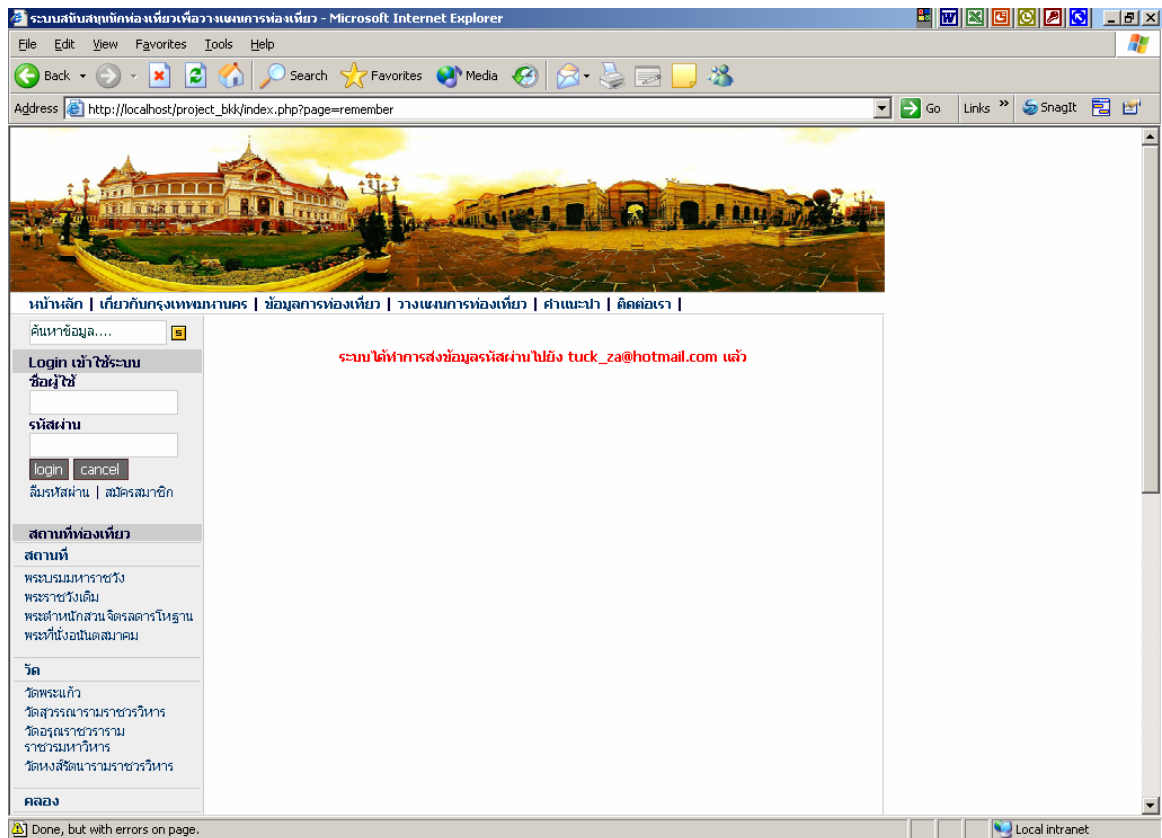 ระบบสนับสนุนนักท่องเที่ยวเพื่อวางแผนการท่องเที่ยว - Microsoft Internet Explorer
File Edit View Favorites Tools Help
Back Search Favorites Media
Address http://localhost/project_bkk/index.php?page=remember Go Links » SnagIt
หน้าหลัก | เกี่ยวกับกรุงเทพมหานคร | ข้อมูลการท่องเที่ยว | วางแผนการท่องเที่ยว | คำแนะนำ | ติดต่อเรา |
ค้นหาข้อมูล....
ระบบได้ทำการส่งข้อมูลรหัสผ่านไปยัง tuck_za@hotmail.com แล้ว
Login เข้าใช้ระบบ
ชื่อผู้ใช้
รหัสผ่าน
login cancel
ลืมรหัสผ่าน | สมัครสมาชิก
สถานที่ท่องเที่ยว
สถานที่
พระบรมมหาราชวัง
พระราชวังเดิม
พระตำหนักสวนจิตรลดารโหฐาน
พระที่นั่งอนันตสมาคม
วัด
วัดพระแก้ว
วัดสุวรรณารามราชวรวิหาร
วัดอรุณราชวราราม
ราชวรมหาวิหาร
วัดหงส์รัตนารามราชวรวิหาร
คลอง
Done, but with errors on page.
Local intranet